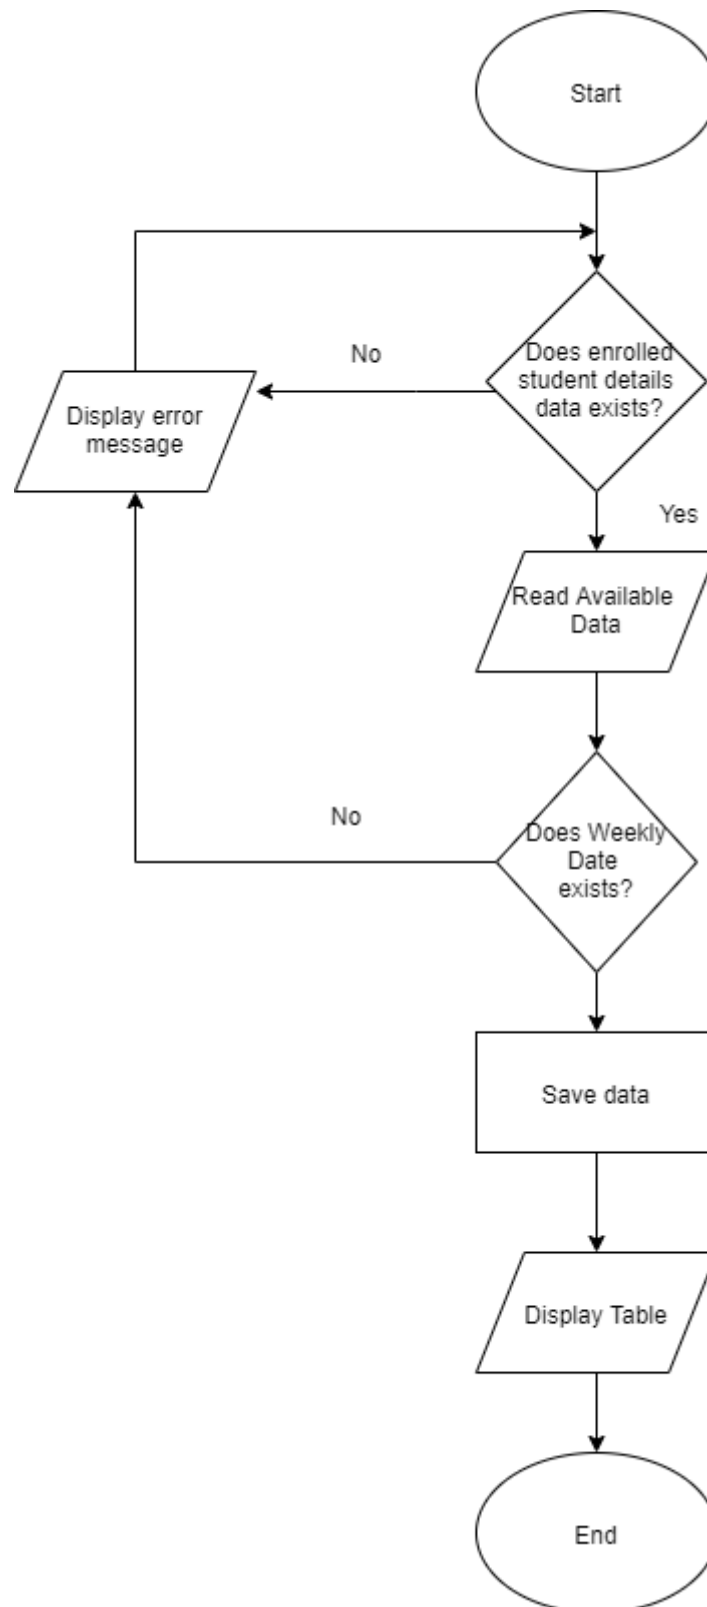 Start
Does enrolled
student details
data exists?
No
Display error
message
Yes
Read Available
Data
Does Weekly
Date
exists?
No
Save data
Display Table
End